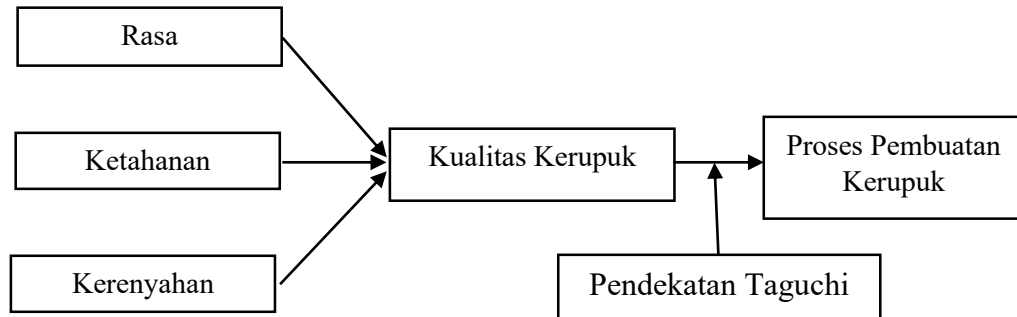 Rasa
Ketahanan
Kerenyahan
Kualitas Kerupuk
Proses Pembuatan
Kerupuk
Pendekatan Taguchi